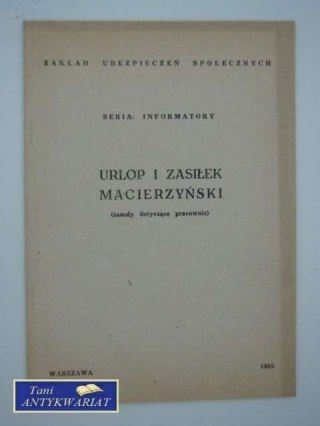 ZAKŁAD UBEZPIECZEŃ SPOŁECZNYCH
SERIA: INFORMATORY
URLOP I ZASIŁEK
MACIERZYŃSKI
(zasady dotyczące pracownic)
WARSZAWA 1985
Tani
ANTYKWARIAT